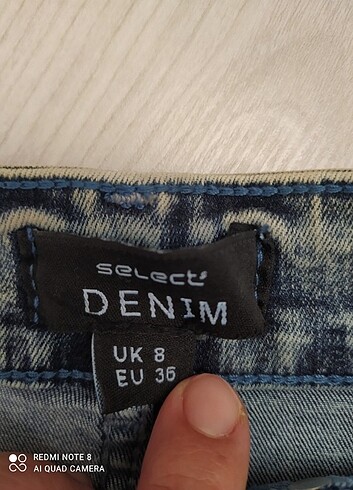 select
DENIM
UK 8
EU 36
REDMI NOTE 8
AI QUAD CAMERA